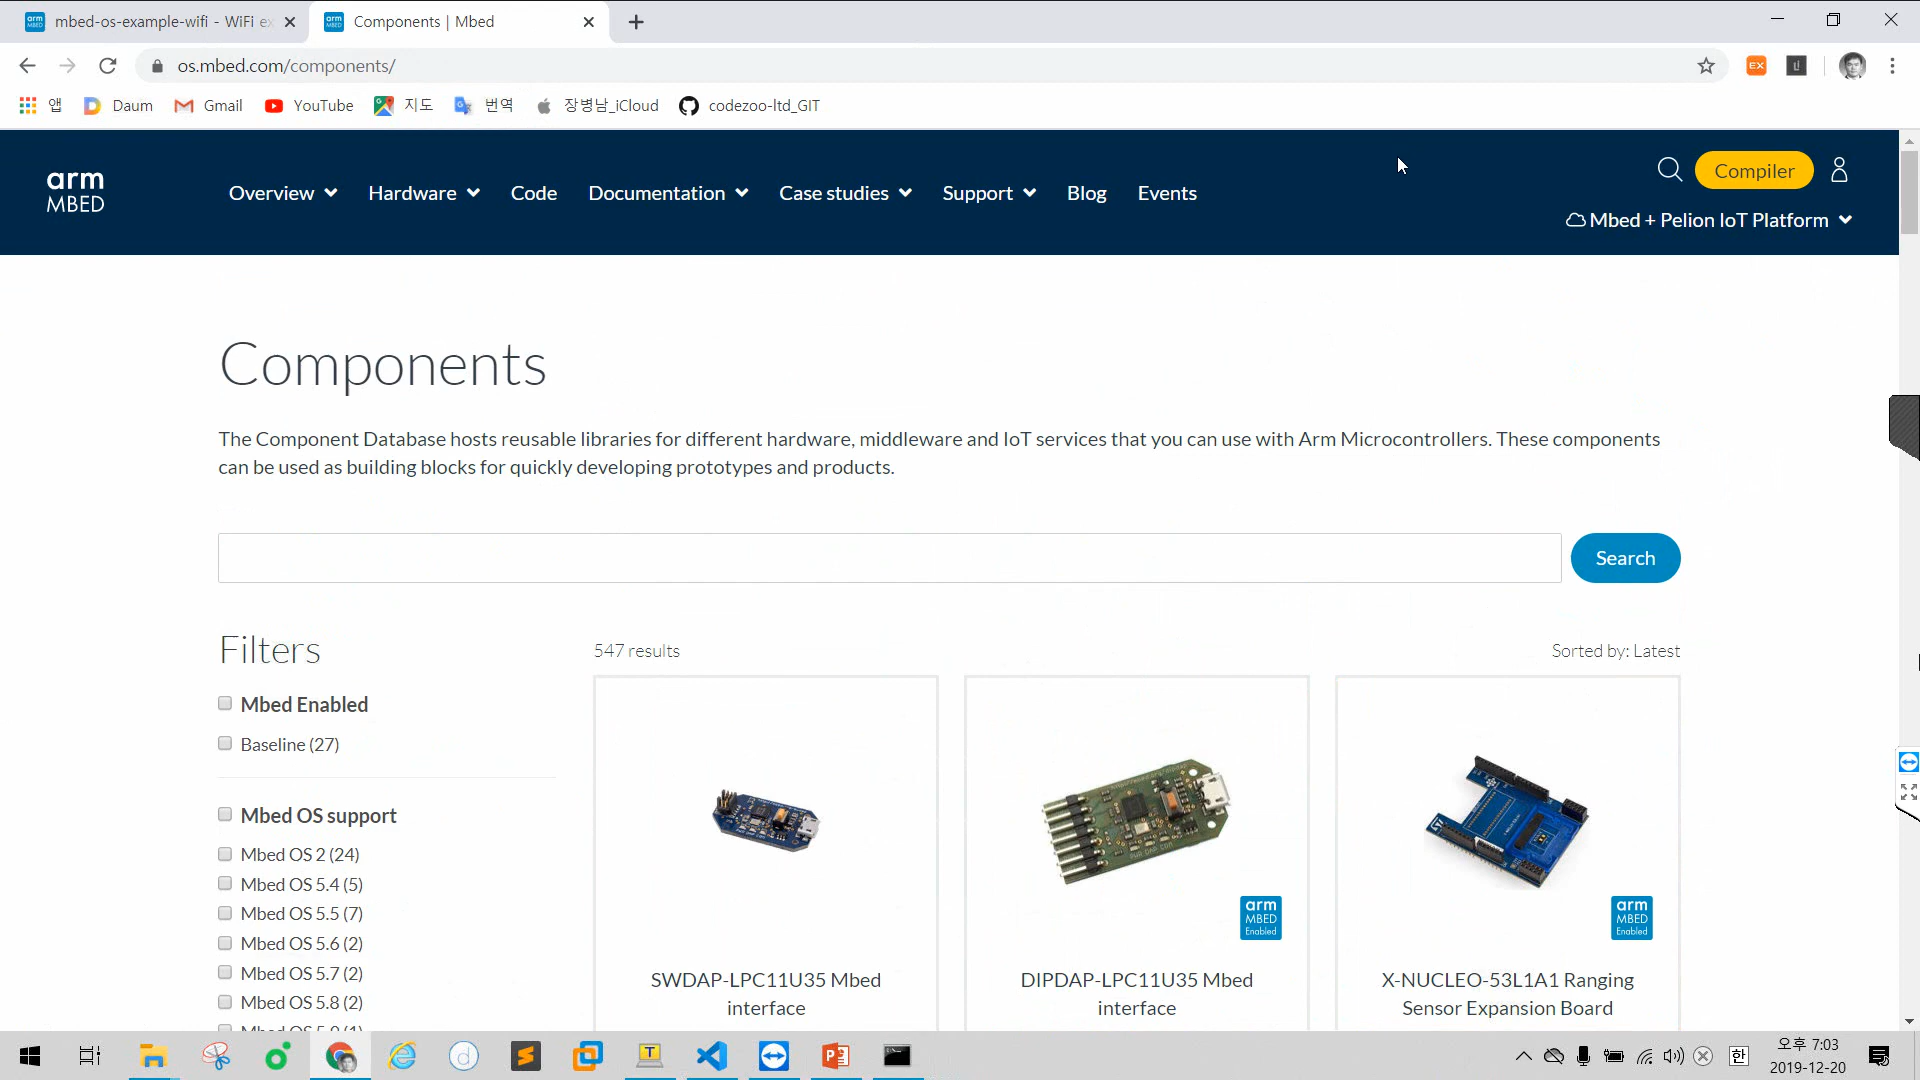 mbed-os-example-wifi - WiFi ex
Components | Mbed
os.mbed.com/components/
앱
Daum
Gmail
YouTube
지도
번역
장병남_iCloud
codezoo-ltd_GIT
arm
MBED
Overview
Hardware
Code
Documentation
Case studies
Support
Blog
Events
Compiler
Mbed + Pelion IoT Platform
Components
The Component Database hosts reusable libraries for different hardware, middleware and IoT services that you can use with Arm Microcontrollers. These components
can be used as building blocks for quickly developing prototypes and products.
Search
Filters
547 results
Sorted by: Latest
Mbed Enabled
Baseline (27)
Mbed OS support
Mbed OS 2 (24)
Mbed OS 5.4 (5)
Mbed OS 5.5 (7)
Mbed OS 5.6 (2)
Mbed OS 5.7 (2)
Mbed OS 5.8 (2)
Mbed OS 5.9 (1)
arm
MBED
Enabled
arm
MBED
Enabled
SWDAP-LPC11U35 Mbed
interface
DIPDAP-LPC11U35 Mbed
interface
X-NUCLEO-53L1A1 Ranging
Sensor Expansion Board
한
오후 7:03
2019-12-20